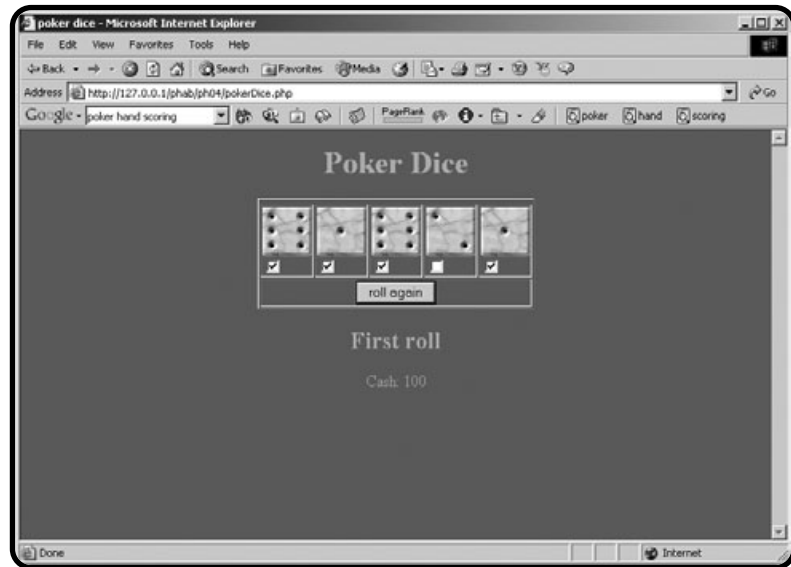 poker dice - Microsoft Internet Explorer
File Edit View Favorites Tools Help
Back Search Favorites Media
Address http://127.0.0.1/phab/ph04/pokerDice.php Go
Google poker hand scoring PageRank poker hand scoring
Poker Dice
roll again
First roll
Cash: 100
Done Internet